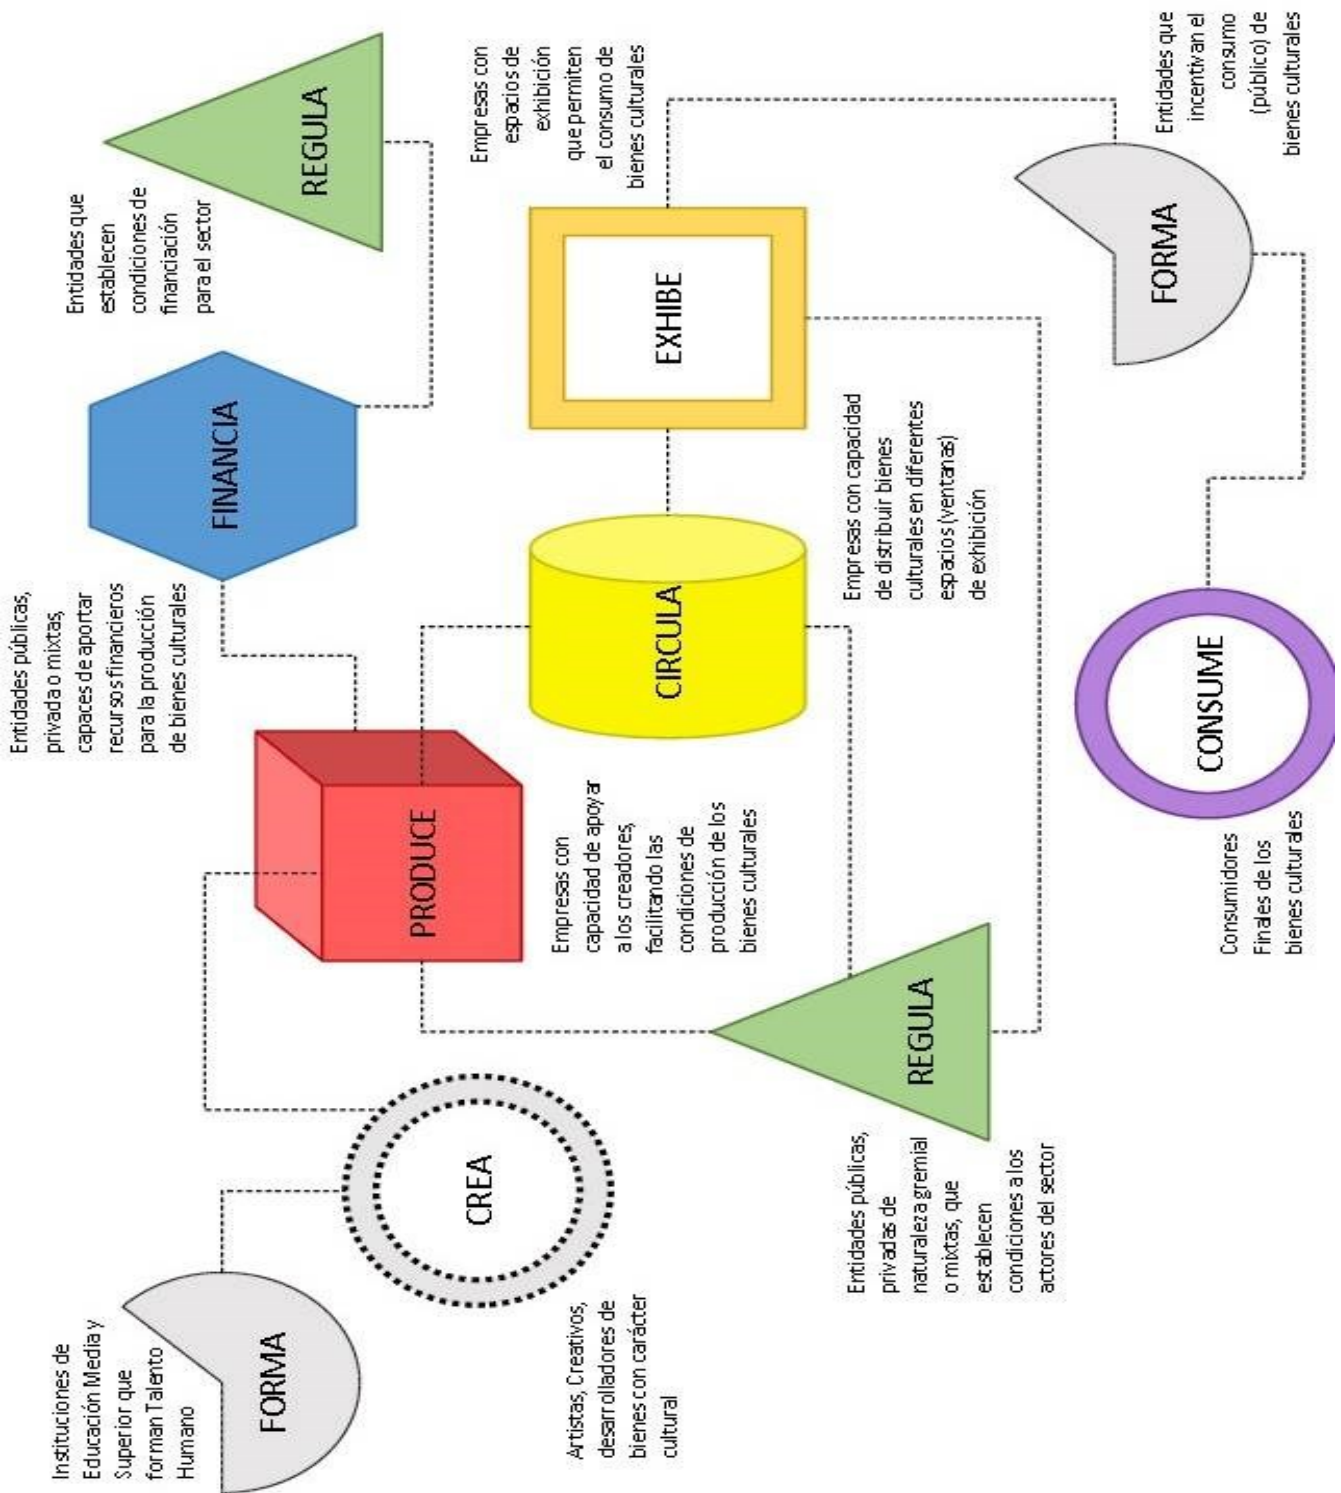 Instituciones de
Educación Media y
Superior que
forman Talento
Humano
FORMA
CREA
Artistas, Creativos,
desarrolladores de
bienes con carácter
cultural
PRODUCE
Empresas con
capacidad de apoyar
a los creadores,
facilitando las
condiciones de
producción de los
bienes culturales
Entidades públicas,
privada o mixtas,
capaces de aportar
recursos financieros
para la producción
de bienes culturales
FINANCIA
Entidades que
establecen
condiciones de
financiación
para el sector
REGULA
CIRCULA
Empresas con capacidad
de distribuir bienes
culturales en diferentes
espacios (ventanas)
de exhibición
EXHIBE
Empresas con
espacios de
exhibición
que permiten
el consumo de
bienes culturales
Entidades públicas,
privadas de
naturaleza gremial
o mixtas, que
establecen
condiciones a los
actores del sector
REGULA
Consumidores
Finales de los
bienes culturales
CONSUME
FORMA
Entidades que
incentivan el
consumo
(público) de
bienes culturales